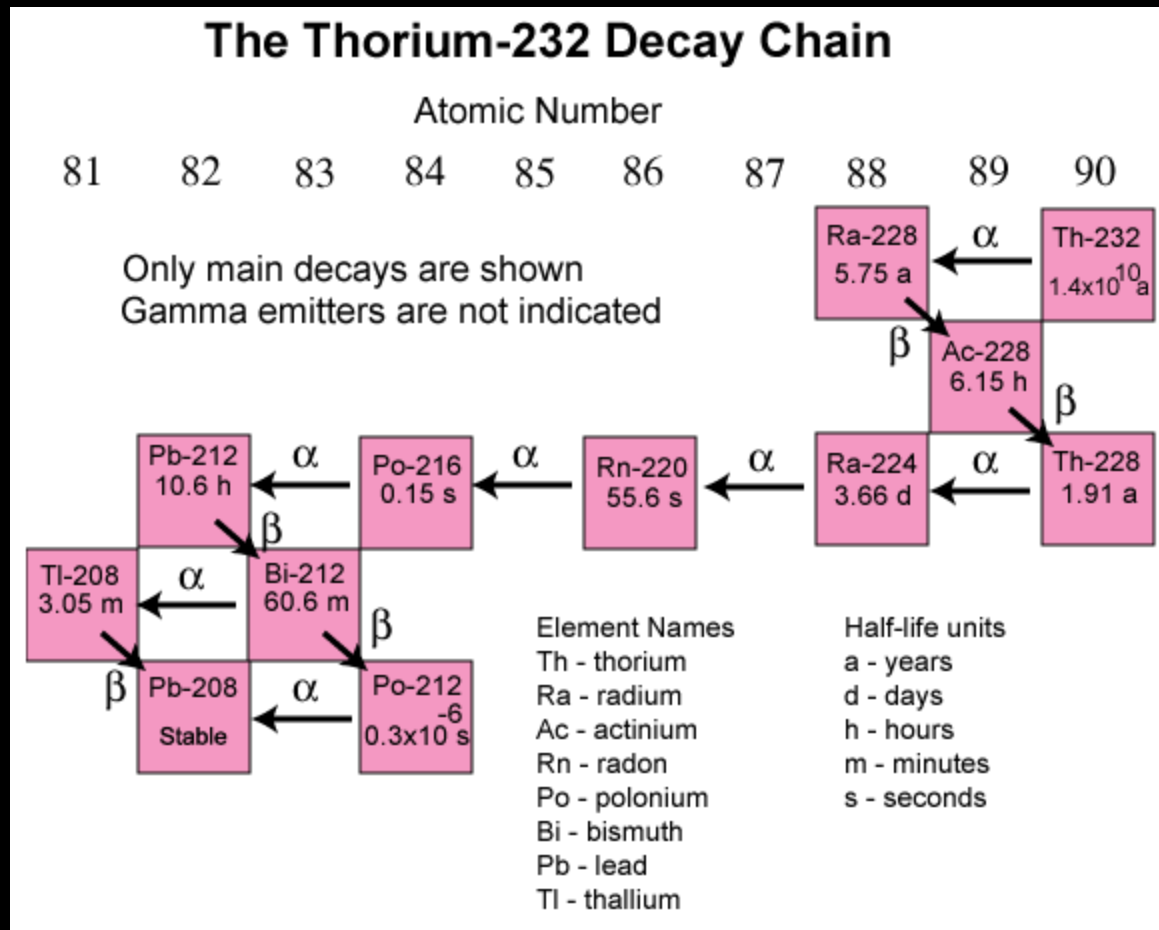 The Thorium-232 Decay Chain
Atomic Number
81 82 83 84 85 86 87 88 89 90
Only main decays are shown
Gamma emitters are not indicated
Ra-228
5.75 a
α
Th-232
1.4x10¹⁰a
β
Ac-228
6.15 h
β
Pb-212
10.6 h
α
Po-216
0.15 s
α
Rn-220
55.6 s
α
Ra-224
3.66 d
α
Th-228
1.91 a
β
Tl-208
3.05 m
α
Bi-212
60.6 m
β
β
Pb-208
Stable
α
Po-212
-6
0.3x10 s
Element Names
Th - thorium
Ra - radium
Ac - actinium
Rn - radon
Po - polonium
Bi - bismuth
Pb - lead
Tl - thallium
Half-life units
a - years
d - days
h - hours
m - minutes
s - seconds